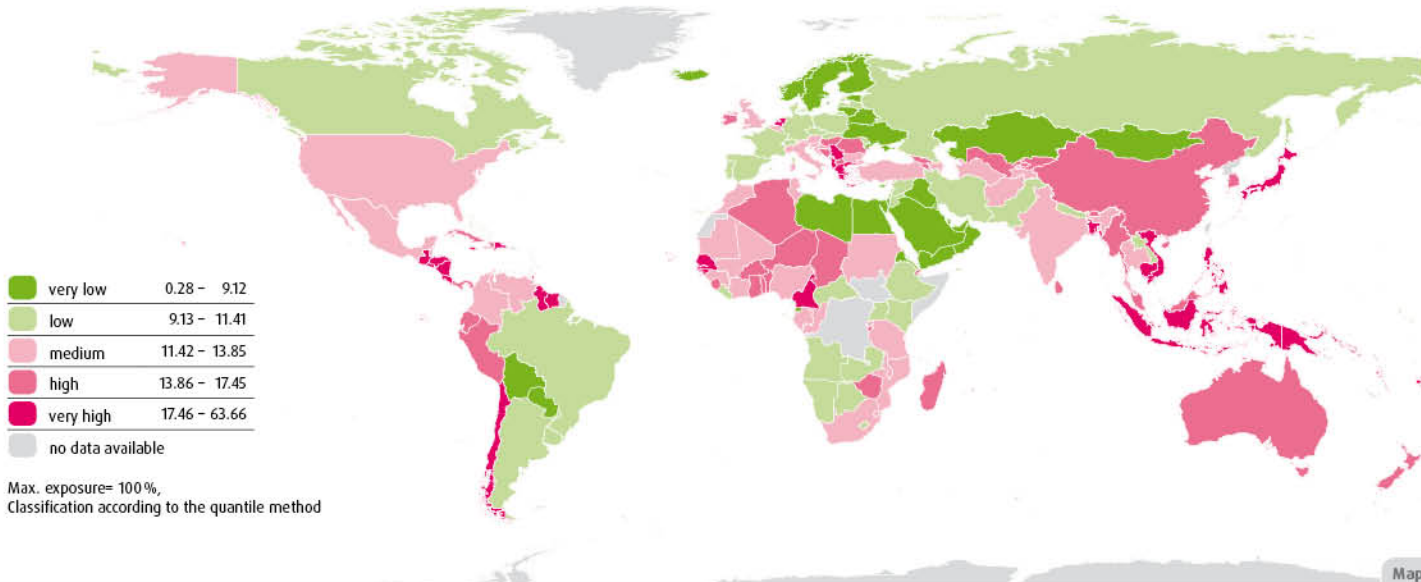 very low 0.28 – 9.12
low 9.13 – 11.41
medium 11.42 – 13.85
high 13.86 – 17.45
very high 17.46 – 63.66
no data available
Max. exposure= 100%,
Classification according to the quantile method
Map